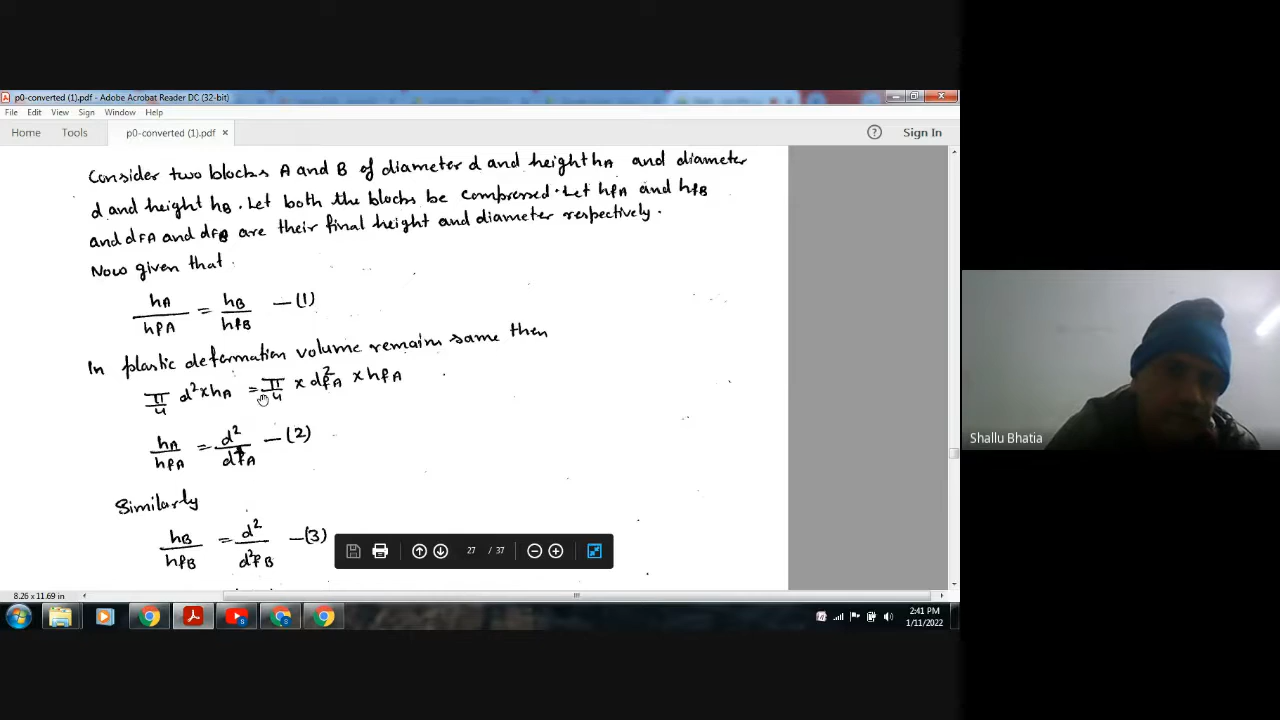 p0-converted (1).pdf - Adobe Acrobat Reader DC (32-bit)
File Edit View Sign Window Help
Home Tools p0-converted (1).pdf × ? Sign In
Consider two blocks A and B of diameter d and height hA and diameter
d and height hB. Let both the blocks be compressed. Let hfA and hfB
and dfA and dfB are their final height and diameter respectively.
Now given that
hA/hfA = hB/hfB —(1)
In plastic deformation volume remain same then
π/4 d² x hA = π/4 x df²A x hfA
hA/hfA = d²/d²fA —(2)
Similarly
hB/hfB = d²/d²fB —(3)
27 / 37
8.26 x 11.69 in
Shallu Bhatia
2:41 PM
1/11/2022